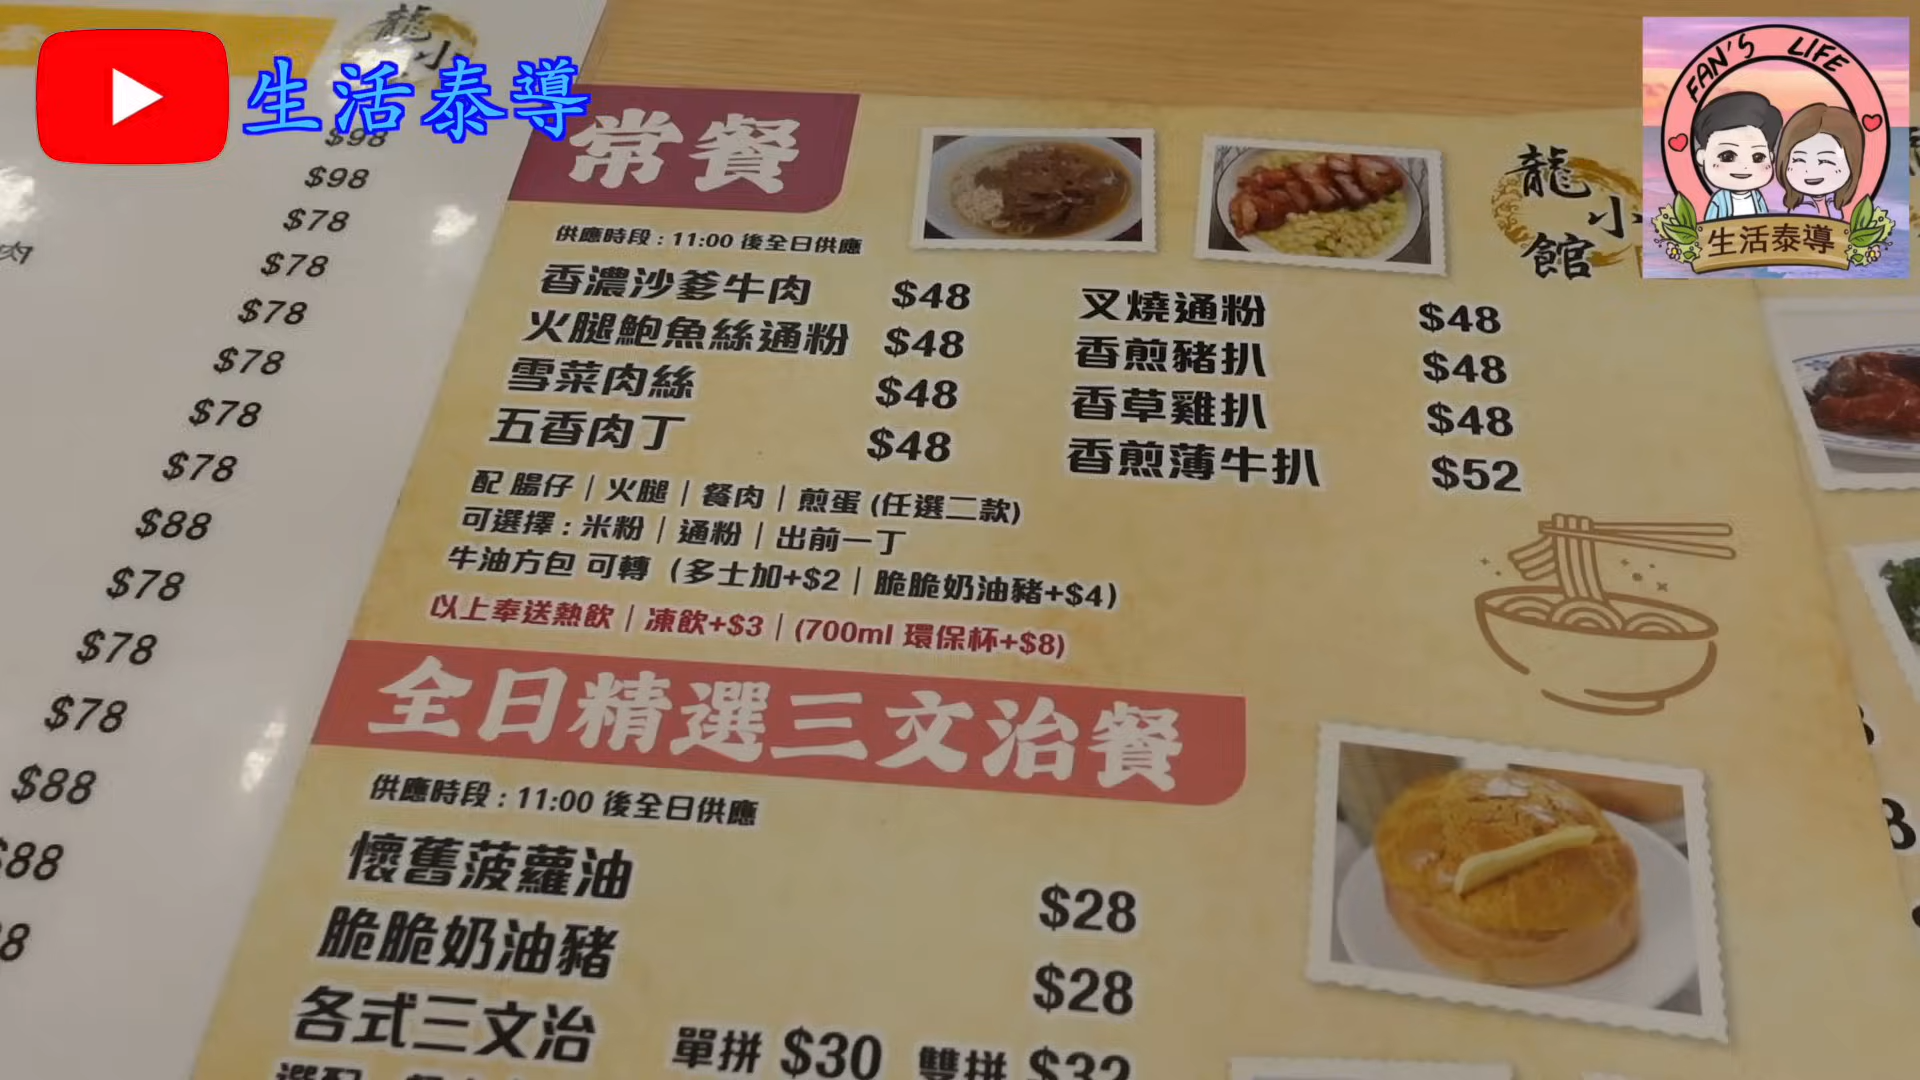 生活泰導
FAN'S LIFE
生活泰導
龍小
$98
$98
$78
$78
$78
$78
$78
$78
$88
$78
$78
$78
$88
肉
常餐
龍小館
供應時段 : 11:00 後全日供應
香濃沙爹牛肉 $48
火腿鮑魚絲通粉 $48
雪菜肉絲 $48
五香肉丁 $48
叉燒通粉 $48
香煎豬扒 $48
香草雞扒 $48
香煎薄牛扒 $52
配 腸仔 | 火腿 | 餐肉 | 煎蛋 (任選二款)
可選擇 : 米粉 | 通粉 | 出前一丁
牛油方包 可轉 (多士加+$2 | 脆脆奶油豬+$4)
以上奉送熱飲 | 凍飲+$3 | (700ml 環保杯+$8)
全日精選三文治餐
供應時段 : 11:00 後全日供應
懷舊菠蘿油 $28
脆脆奶油豬 $28
各式三文治 單拼 $30 雙拼 $32